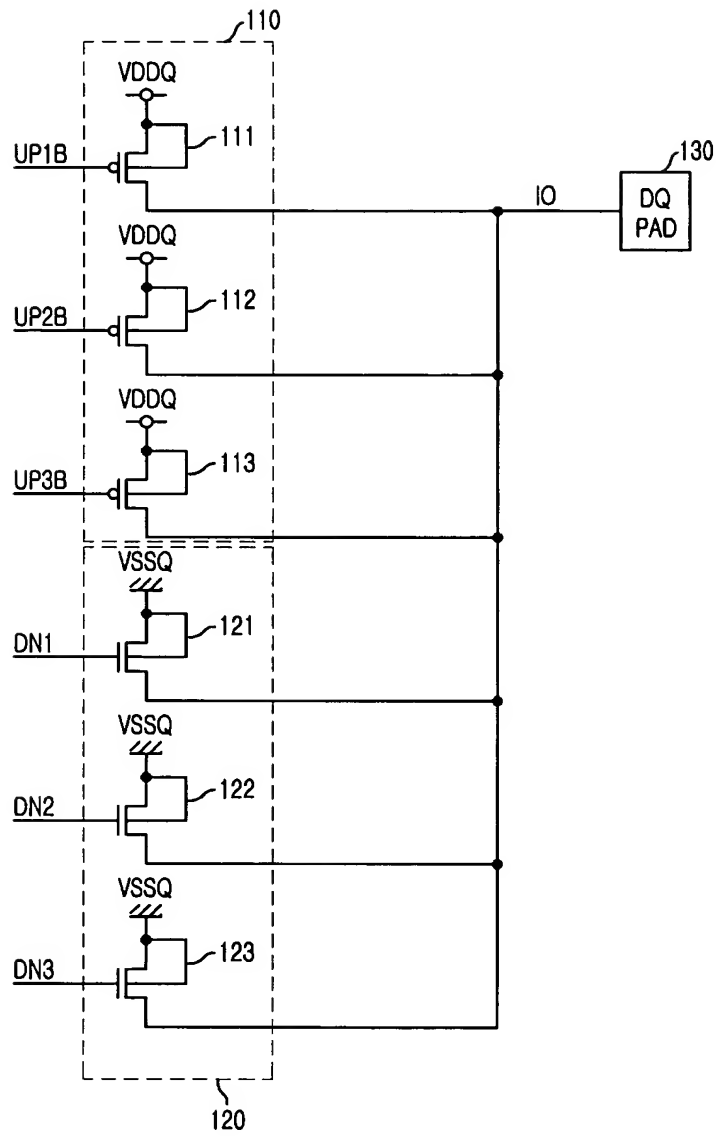 110
VDDQ
111
UP1B
130
IO
DQ
PAD
VDDQ
112
UP2B
VDDQ
113
UP3B
VSSQ
121
DN1
VSSQ
122
DN2
VSSQ
123
DN3
120